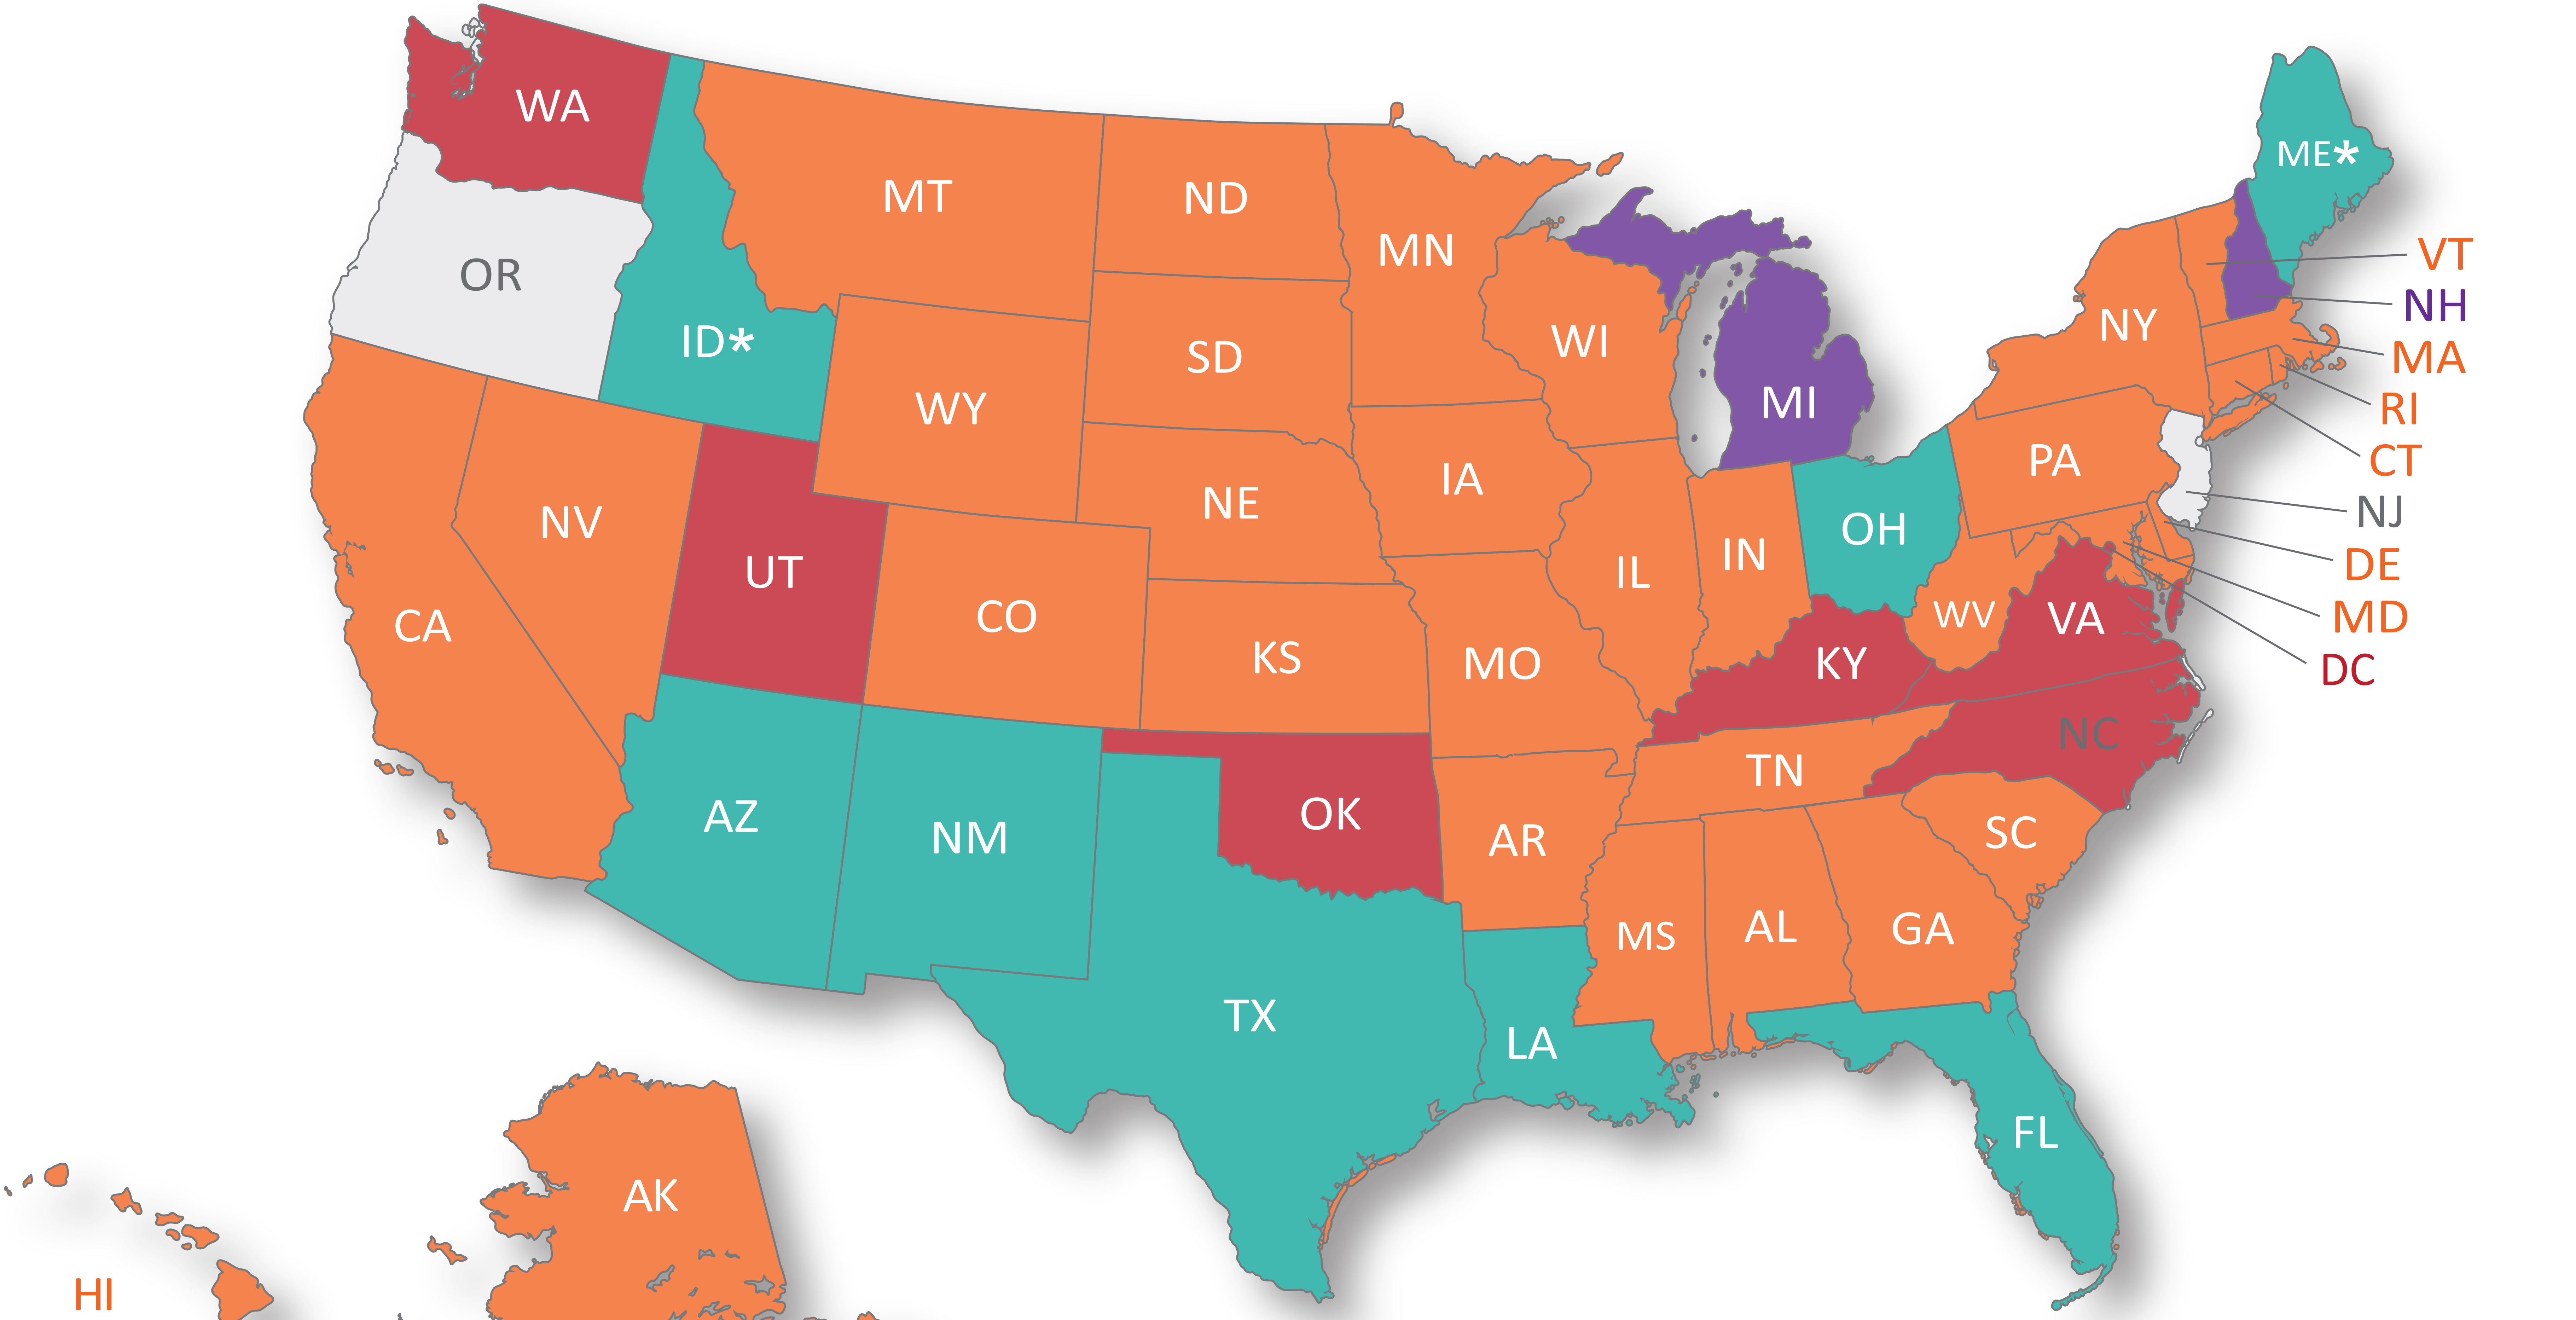 WA
MT
ND
MN
ME*
OR
ID*
WY
SD
WI
MI
NY
VT
NH
MA
RI
CT
NJ
DE
MD
DC
NV
UT
CO
NE
IA
IL
IN
OH
PA
WV
VA
KY
CA
KS
MO
TN
NC
SC
AZ
NM
OK
AR
MS
AL
GA
TX
LA
FL
AK
HI